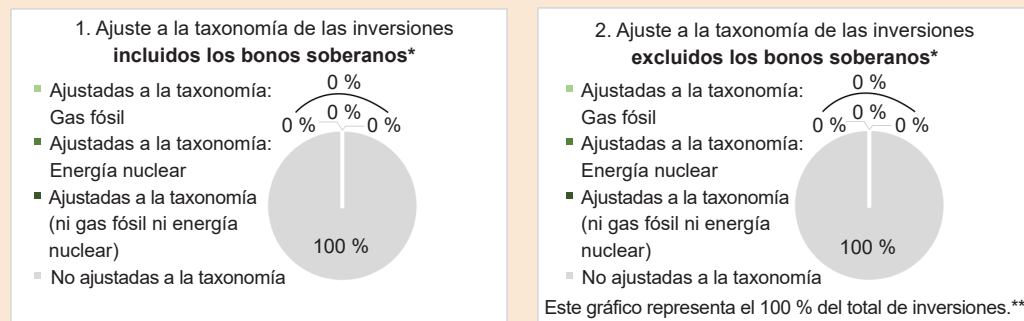 1. Ajuste a la taxonomía de las inversiones
incluidos los bonos soberanos*
Ajustadas a la taxonomía:
Gas fósil
Ajustadas a la taxonomía:
Energía nuclear
Ajustadas a la taxonomía
(ni gas fósil ni energía
nuclear)
No ajustadas a la taxonomía
0 %
0 %
0 %
0 %
100 %
2. Ajuste a la taxonomía de las inversiones
excluidos los bonos soberanos*
Ajustadas a la taxonomía:
Gas fósil
Ajustadas a la taxonomía:
Energía nuclear
Ajustadas a la taxonomía
(ni gas fósil ni energía
nuclear)
No ajustadas a la taxonomía
0 %
0 %
0 %
0 %
100 %
Este gráfico representa el 100 % del total de inversiones.**